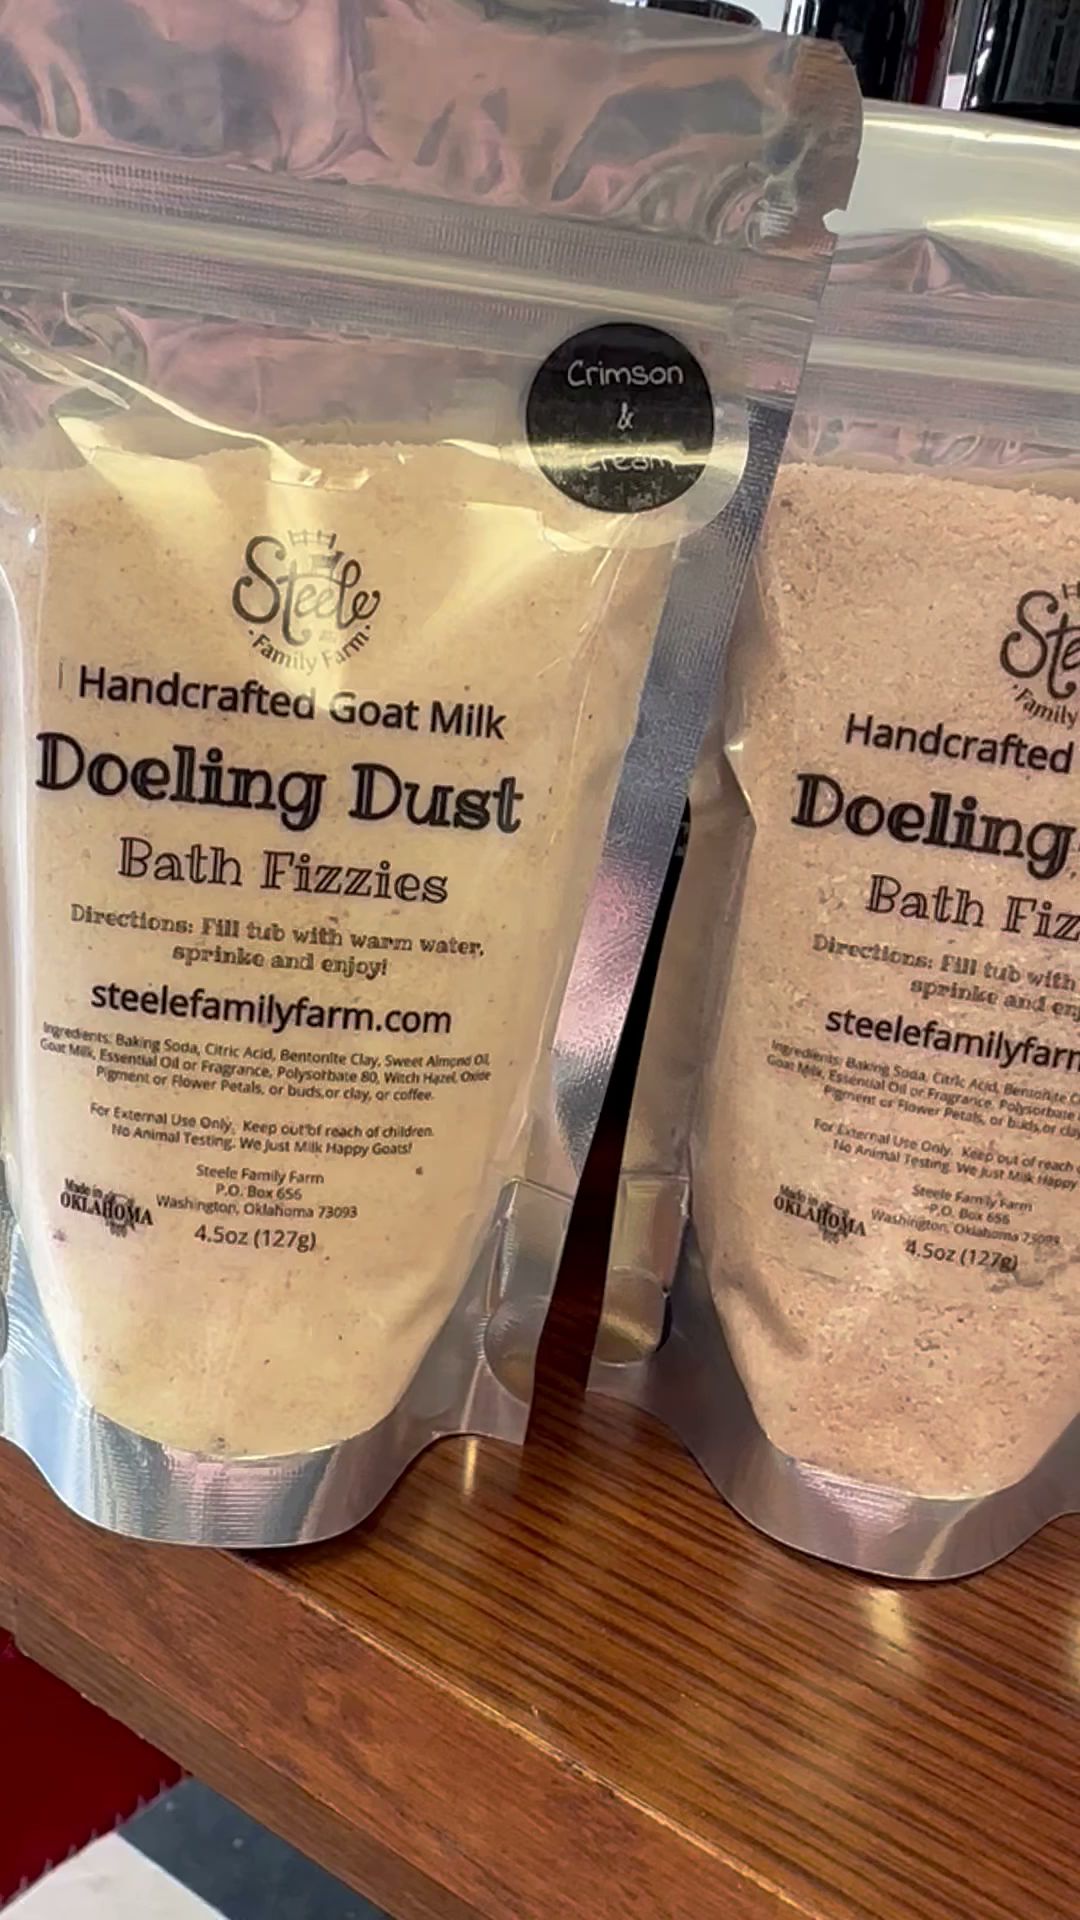 Crimson
&
Cream
Steele
·Family Farm·
Handcrafted Goat Milk
Doeling Dust
Bath Fizzies
Directions: Fill tub with warm water,
sprinke and enjoy!
steelefamilyfarm.com
Ingredients: Baking Soda, Citric Acid, Bentonite Clay, Sweet Almond Oil,
Goat Milk, Essential Oil or Fragrance, Polysorbate 80, Witch Hazel, Oxide
Pigment or Flower Petals, or buds,or clay, or coffee.
For External Use Only. Keep out of reach of children.
No Animal Testing. We Just Milk Happy Goats!
Steele Family Farm
P.O. Box 656
Washington, Oklahoma 73093
4.5oz (127g)
Made in
OKLAHOMA
Ste
·Family
Handcrafted
Doeling
Bath Fiz
Directions: Fill tub with
sprinke and en
steelefamilyfarm
Ingredients: Baking Soda, Citric Acid, Bentonite C
Goat Milk, Essential Oil or Fragrance, Polysorbate
Pigment or Flower Petals, or buds,or clay
For External Use Only. Keep out of reach
No Animal Testing. We Just Milk Happy
Steele Family Farm
P.O. Box 656
Washington, Oklahoma 73093
4.5oz (127g)
Made in
OKLAHOMA